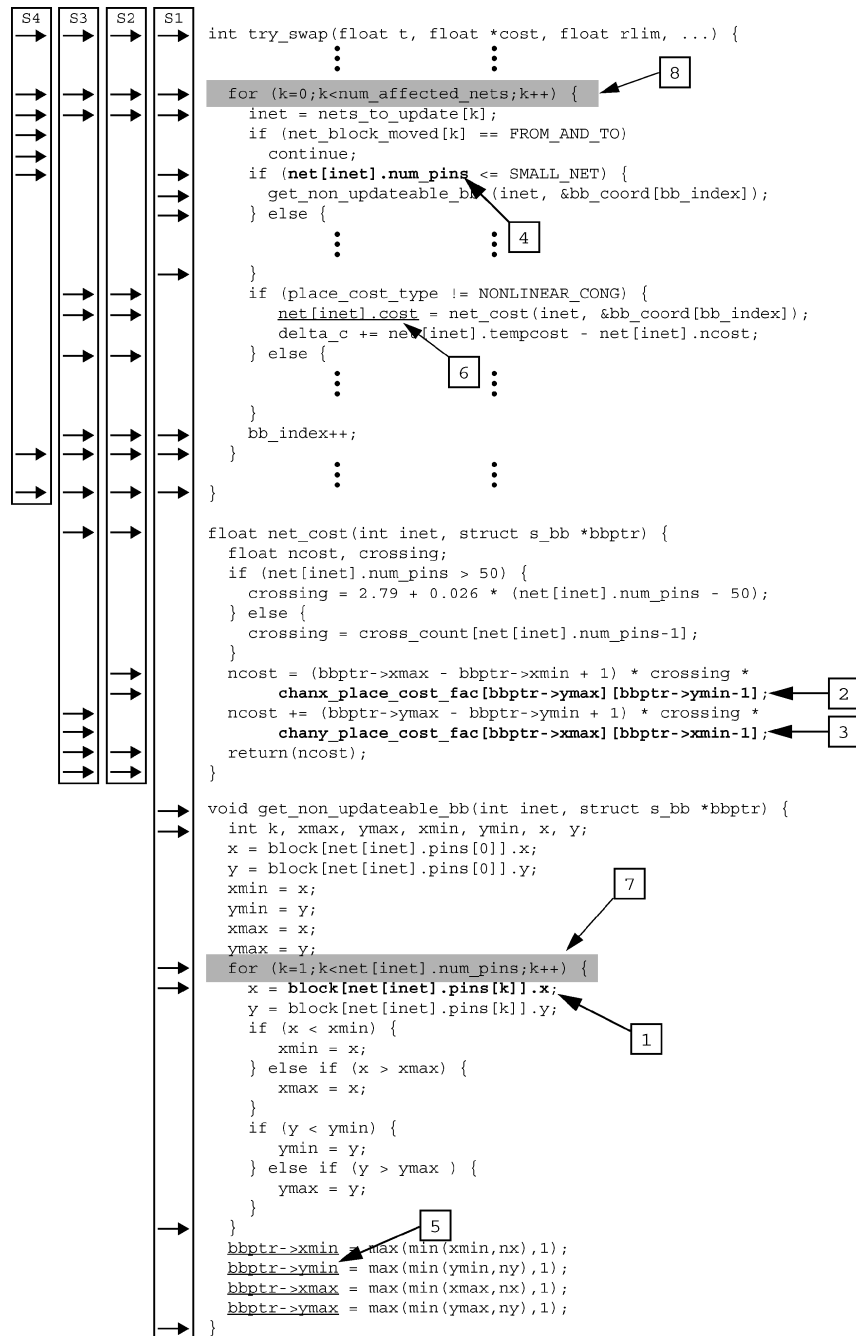 S4 S3 S2 S1
int try_swap(float t, float *cost, float rlim, ...) {
8
for (k=0;k<num_affected_nets;k++) {
inet = nets_to_update[k];
if (net_block_moved[k] == FROM_AND_TO)
continue;
if (net[inet].num_pins <= SMALL_NET) {
get_non_updateable_bb (inet, &bb_coord[bb_index]);
} else {
4
}
if (place_cost_type != NONLINEAR_CONG) {
net[inet].cost = net_cost(inet, &bb_coord[bb_index]);
delta_c += net[inet].tempcost - net[inet].ncost;
} else {
6
}
bb_index++;
}
}
float net_cost(int inet, struct s_bb *bbptr) {
float ncost, crossing;
if (net[inet].num_pins > 50) {
crossing = 2.79 + 0.026 * (net[inet].num_pins - 50);
} else {
crossing = cross_count[net[inet].num_pins-1];
}
ncost = (bbptr->xmax - bbptr->xmin + 1) * crossing *
chanx_place_cost_fac[bbptr->ymax][bbptr->ymin-1]; 2
ncost += (bbptr->ymax - bbptr->ymin + 1) * crossing *
chany_place_cost_fac[bbptr->xmax][bbptr->xmin-1]; 3
return(ncost);
}
void get_non_updateable_bb(int inet, struct s_bb *bbptr) {
int k, xmax, ymax, xmin, ymin, x, y;
x = block[net[inet].pins[0]].x;
y = block[net[inet].pins[0]].y;
xmin = x;
7
ymin = y;
xmax = x;
ymax = y;
for (k=1;k<net[inet].num_pins;k++) {
x = block[net[inet].pins[k]].x;
y = block[net[inet].pins[k]].y;
if (x < xmin) {
1
xmin = x;
} else if (x > xmax) {
xmax = x;
}
if (y < ymin) {
ymin = y;
} else if (y > ymax ) {
ymax = y;
}
}
5
bbptr->xmin = max(min(xmin,nx),1);
bbptr->ymin = max(min(ymin,ny),1);
bbptr->xmax = max(min(xmax,nx),1);
bbptr->ymax = max(min(ymax,ny),1);
}